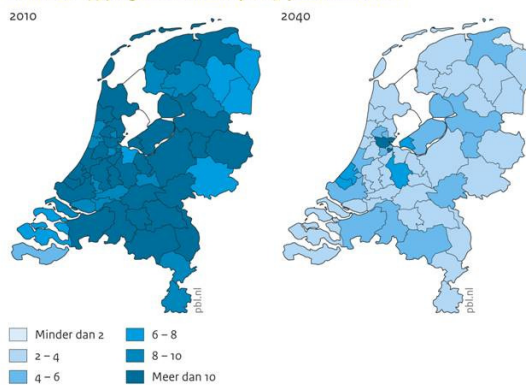 2010
2040
pbl.nl
pbl.nl
Minder dan 2
2 – 4
4 – 6
6 – 8
8 – 10
Meer dan 10